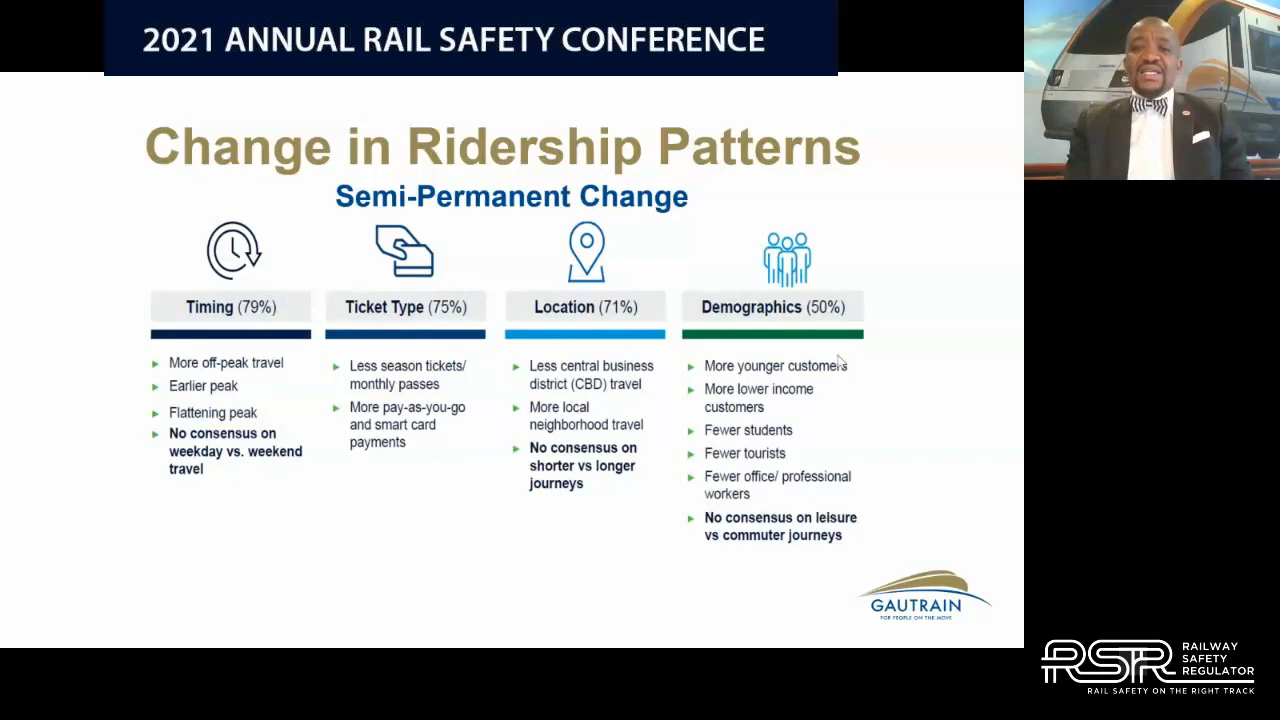 2021 ANNUAL RAIL SAFETY CONFERENCE
Change in Ridership Patterns
Semi-Permanent Change
Timing (79%)
More off-peak travel
Earlier peak
Flattening peak
No consensus on
weekday vs. weekend
travel
Ticket Type (75%)
Less season tickets/
monthly passes
More pay-as-you-go
and smart card
payments
Location (71%)
Less central business
district (CBD) travel
More local
neighborhood travel
No consensus on
shorter vs longer
journeys
Demographics (50%)
More younger customers
More lower income
customers
Fewer students
Fewer tourists
Fewer office/ professional
workers
No consensus on leisure
vs commuter journeys
GAUTRAIN
FOR PEOPLE ON THE MOVE
RSR
RAILWAY
SAFETY
REGULATOR
RAIL SAFETY ON THE RIGHT TRACK